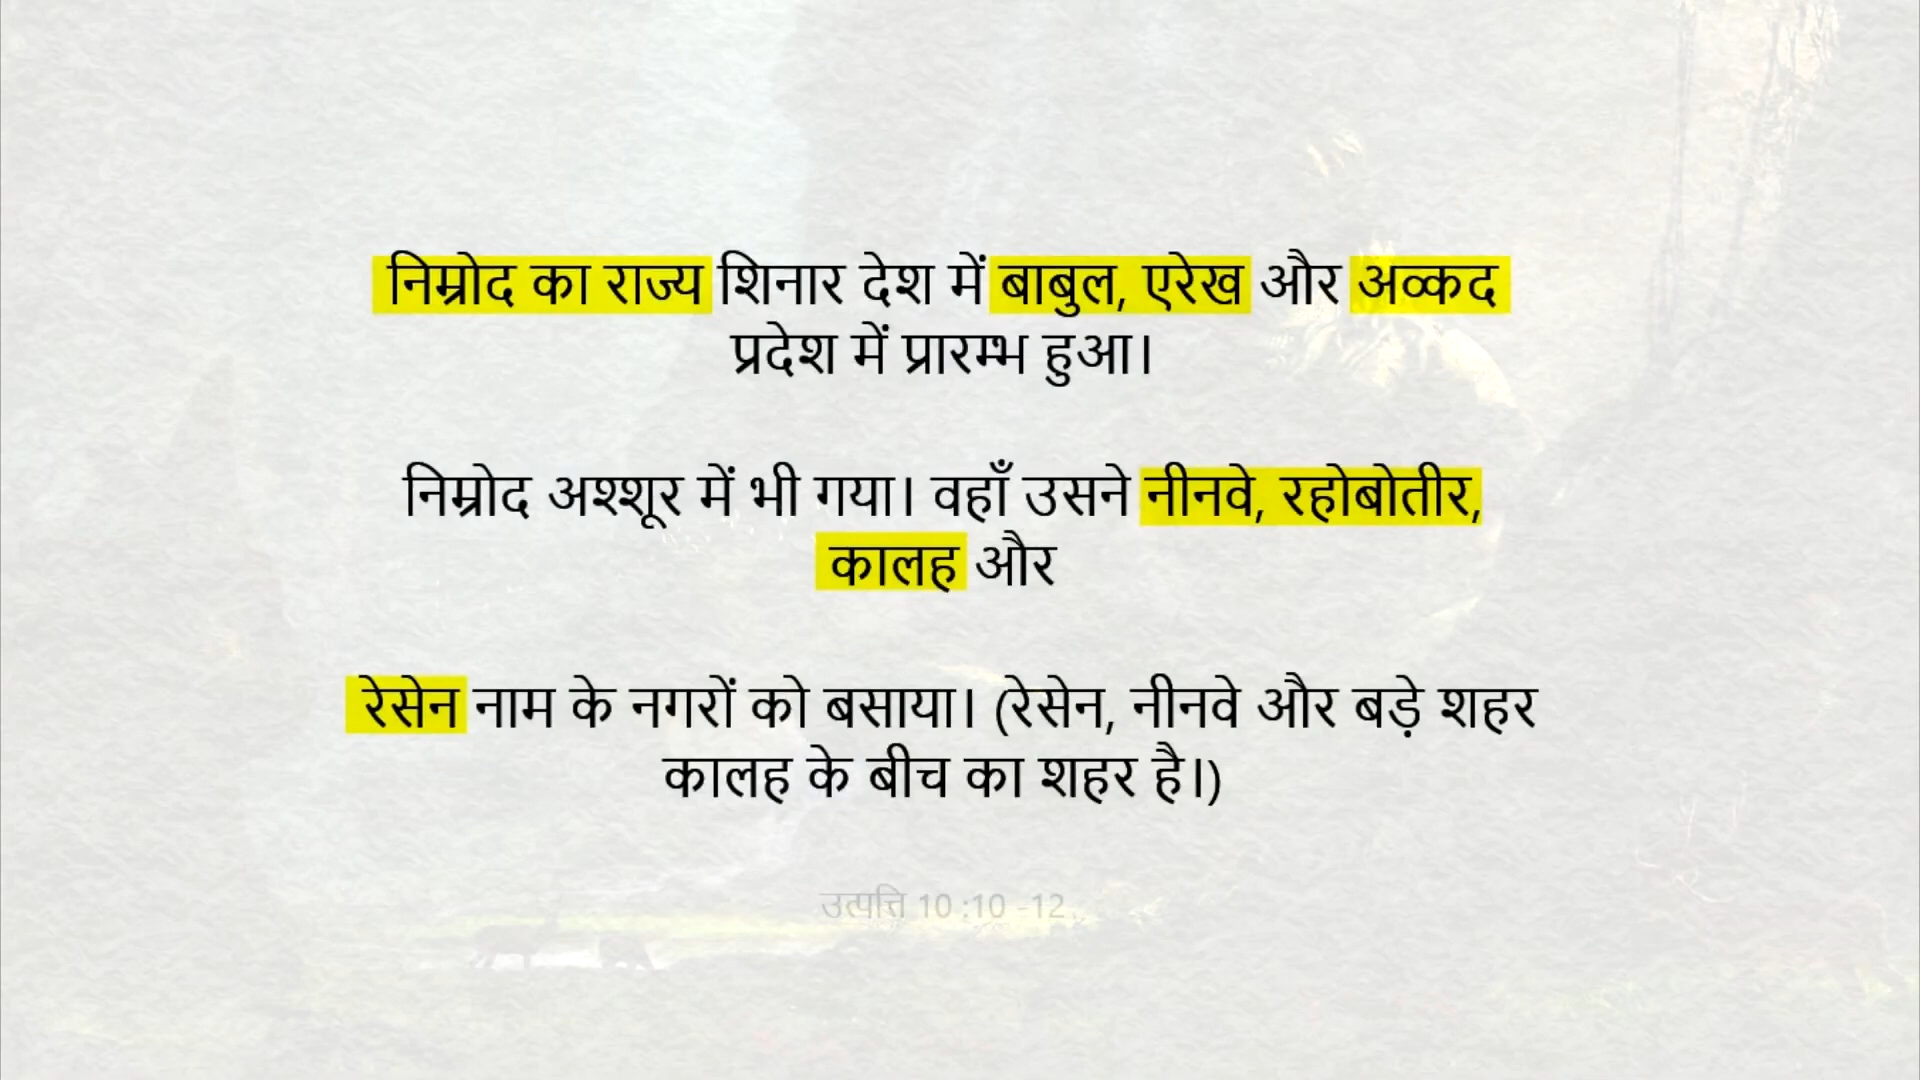 निम्रोद का राज्य शिनार देश में बाबुल, एरेख और अव्कद
प्रदेश में प्रारम्भ हुआ।
निम्रोद अश्शूर में भी गया। वहाँ उसने नीनवे, रहोबोतीर,
कालह और
रेसेन नाम के नगरों को बसाया। (रेसेन, नीनवे और बड़े शहर
कालह के बीच का शहर है।)
उत्पत्ति 10 :10 -12